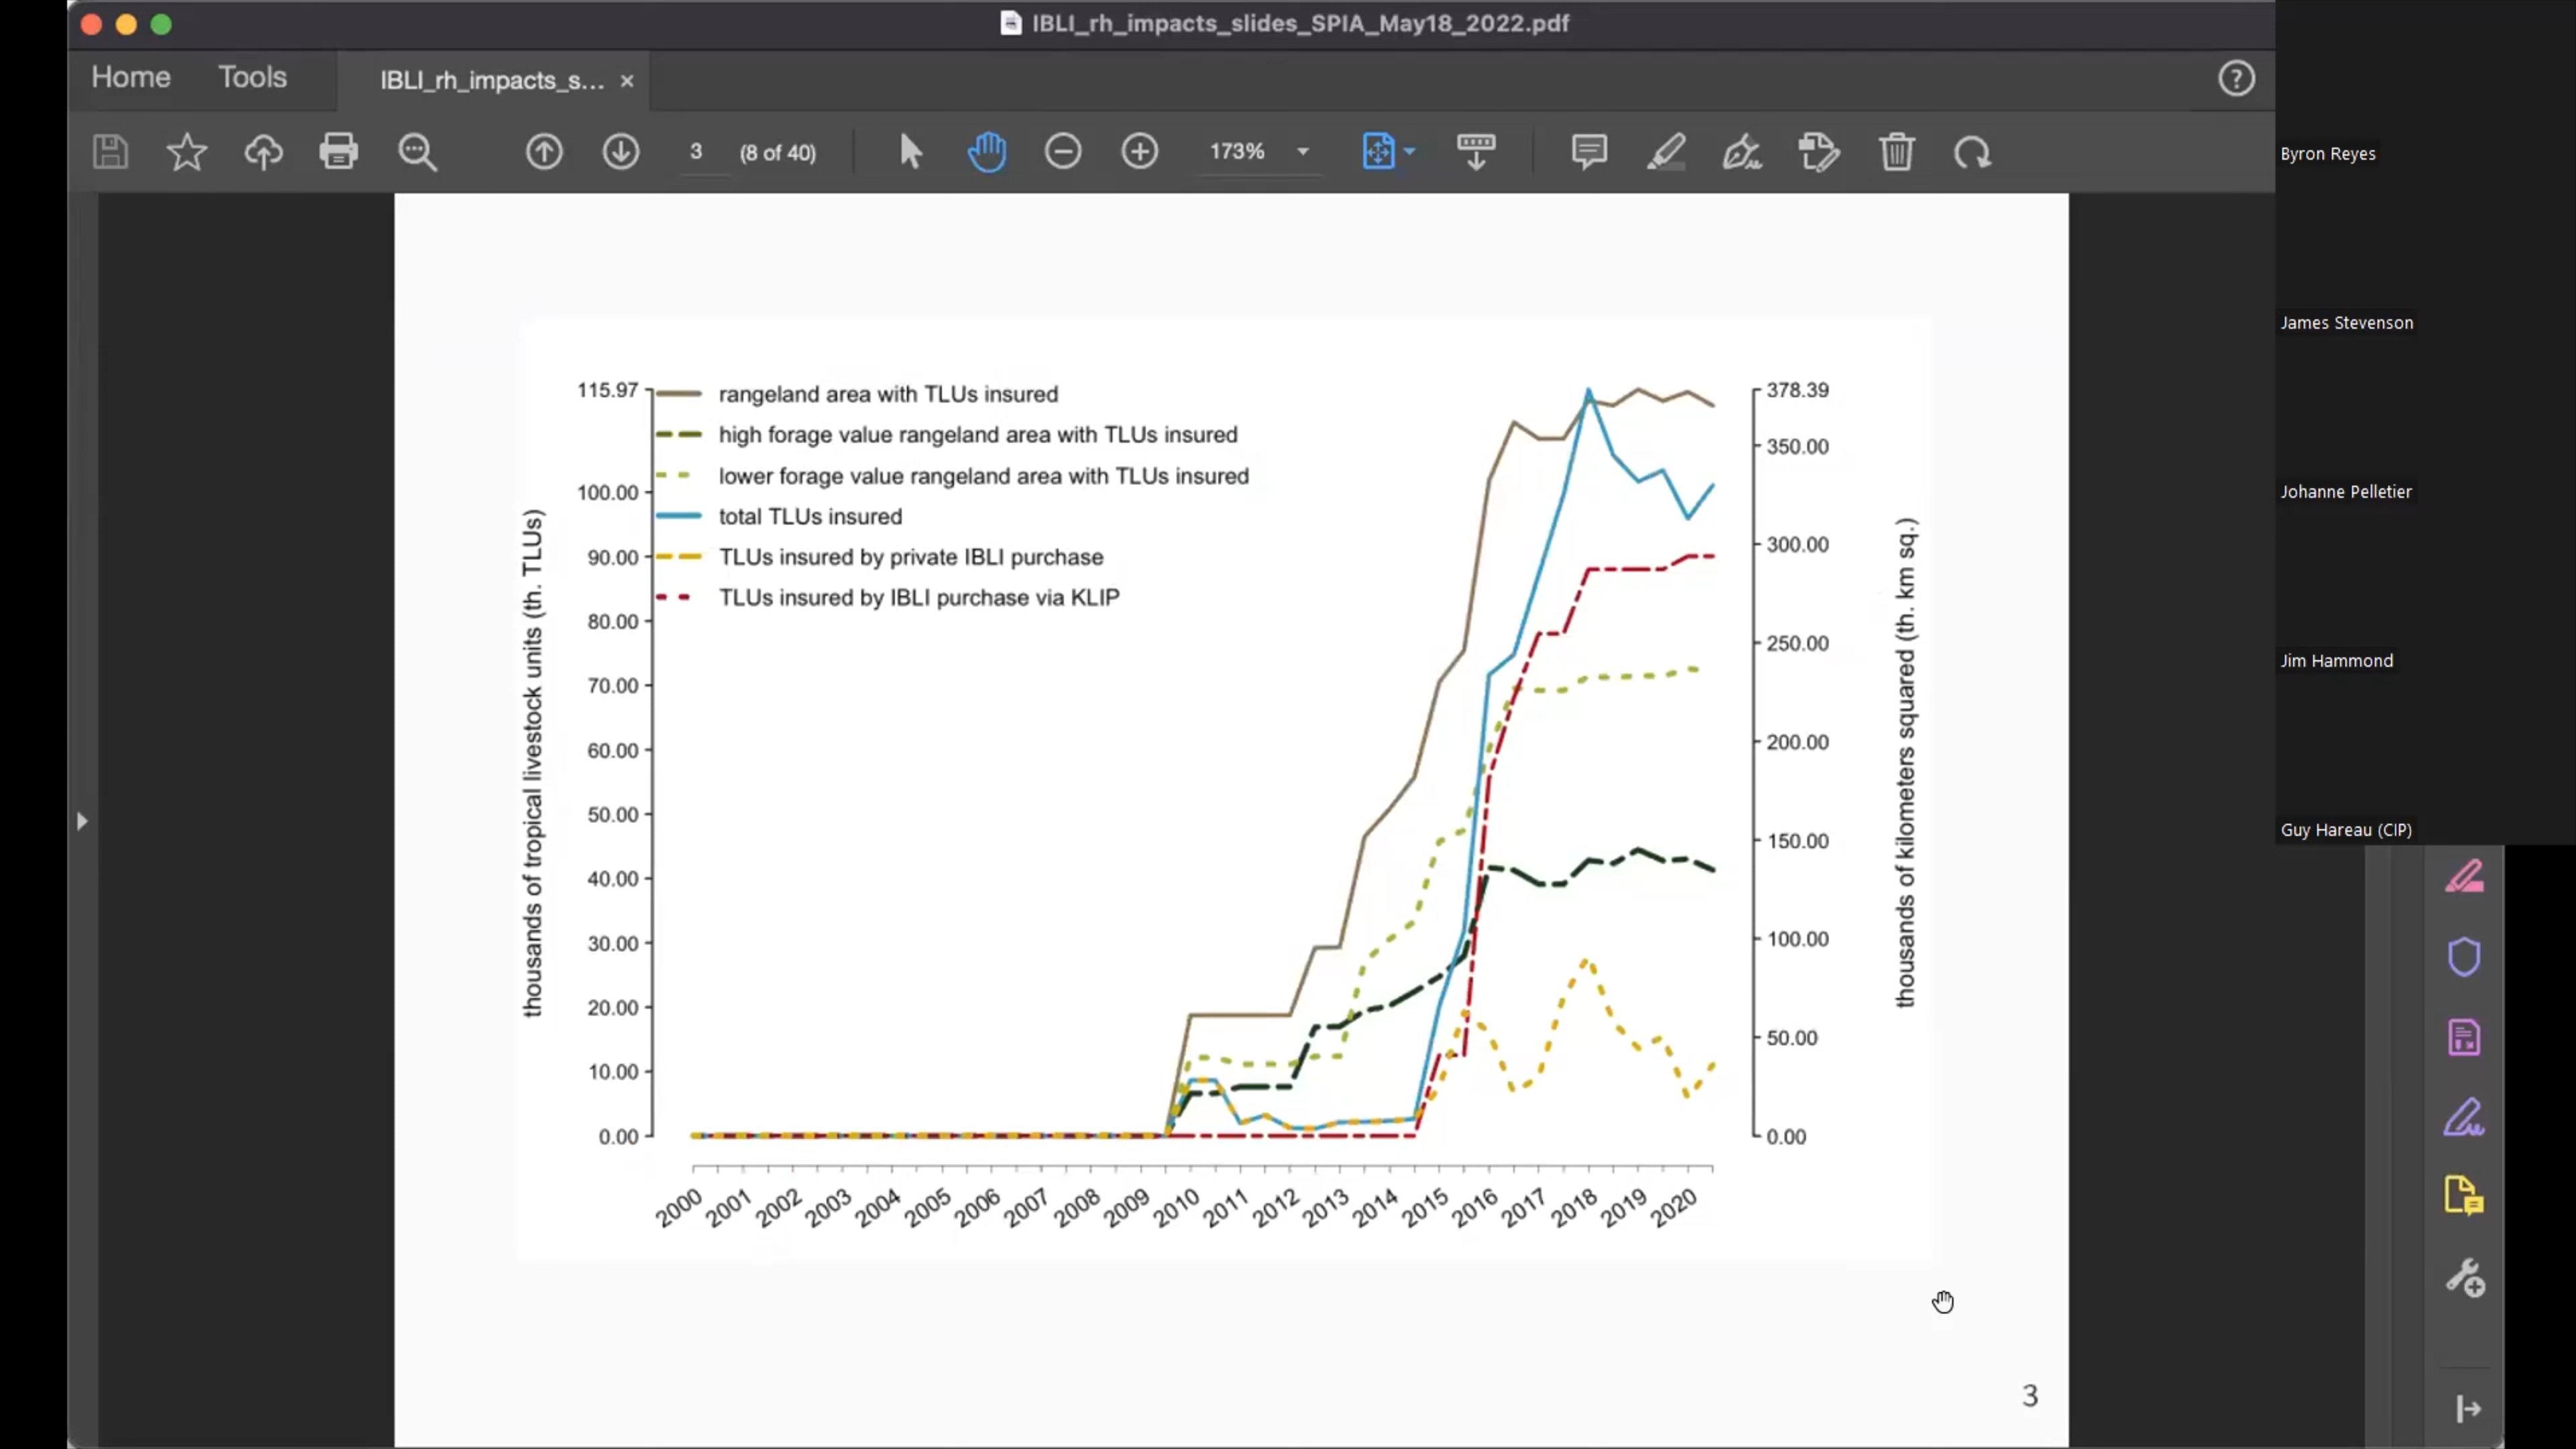 IBLI_rh_impacts_slides_SPIA_May18_2022.pdf
Home
Tools
IBLI_rh_impacts_s...
3
(8 of 40)
173%
Byron Reyes
James Stevenson
Johanne Pelletier
Jim Hammond
Guy Hareau (CIP)
thousands of tropical livestock units (th. TLUs)
115.97
100.00
90.00
80.00
70.00
60.00
50.00
40.00
30.00
20.00
10.00
0.00
rangeland area with TLUs insured
high forage value rangeland area with TLUs insured
lower forage value rangeland area with TLUs insured
total TLUs insured
TLUs insured by private IBLI purchase
TLUs insured by IBLI purchase via KLIP
378.39
350.00
300.00
250.00
200.00
150.00
100.00
50.00
0.00
thousands of kilometers squared (th. km sq.)
2000
2001
2002
2003
2004
2005
2006
2007
2008
2009
2010
2011
2012
2013
2014
2015
2016
2017
2018
2019
2020
3